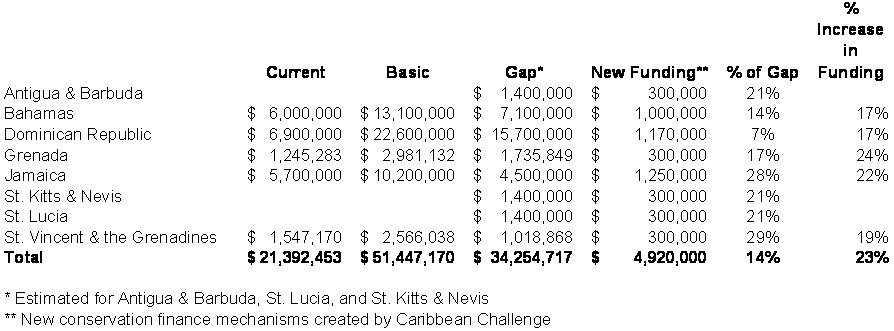 %
Increase
in
Current Basic Gap* New Funding** % of Gap Funding
Antigua & Barbuda $ 1,400,000 $ 300,000 21%
Bahamas $ 6,000,000 $ 13,100,000 $ 7,100,000 $ 1,000,000 14% 17%
Dominican Republic $ 6,900,000 $ 22,600,000 $ 15,700,000 $ 1,170,000 7% 17%
Grenada $ 1,245,283 $ 2,981,132 $ 1,735,849 $ 300,000 17% 24%
Jamaica $ 5,700,000 $ 10,200,000 $ 4,500,000 $ 1,250,000 28% 22%
St. Kitts & Nevis $ 1,400,000 $ 300,000 21%
St. Lucia $ 1,400,000 $ 300,000 21%
St. Vincent & the Grenadines $ 1,547,170 $ 2,566,038 $ 1,018,868 $ 300,000 29% 19%
Total $ 21,392,453 $ 51,447,170 $ 34,254,717 $ 4,920,000 14% 23%
* Estimated for Antigua & Barbuda, St. Lucia, and St. Kitts & Nevis
** New conservation finance mechanisms created by Caribbean Challenge